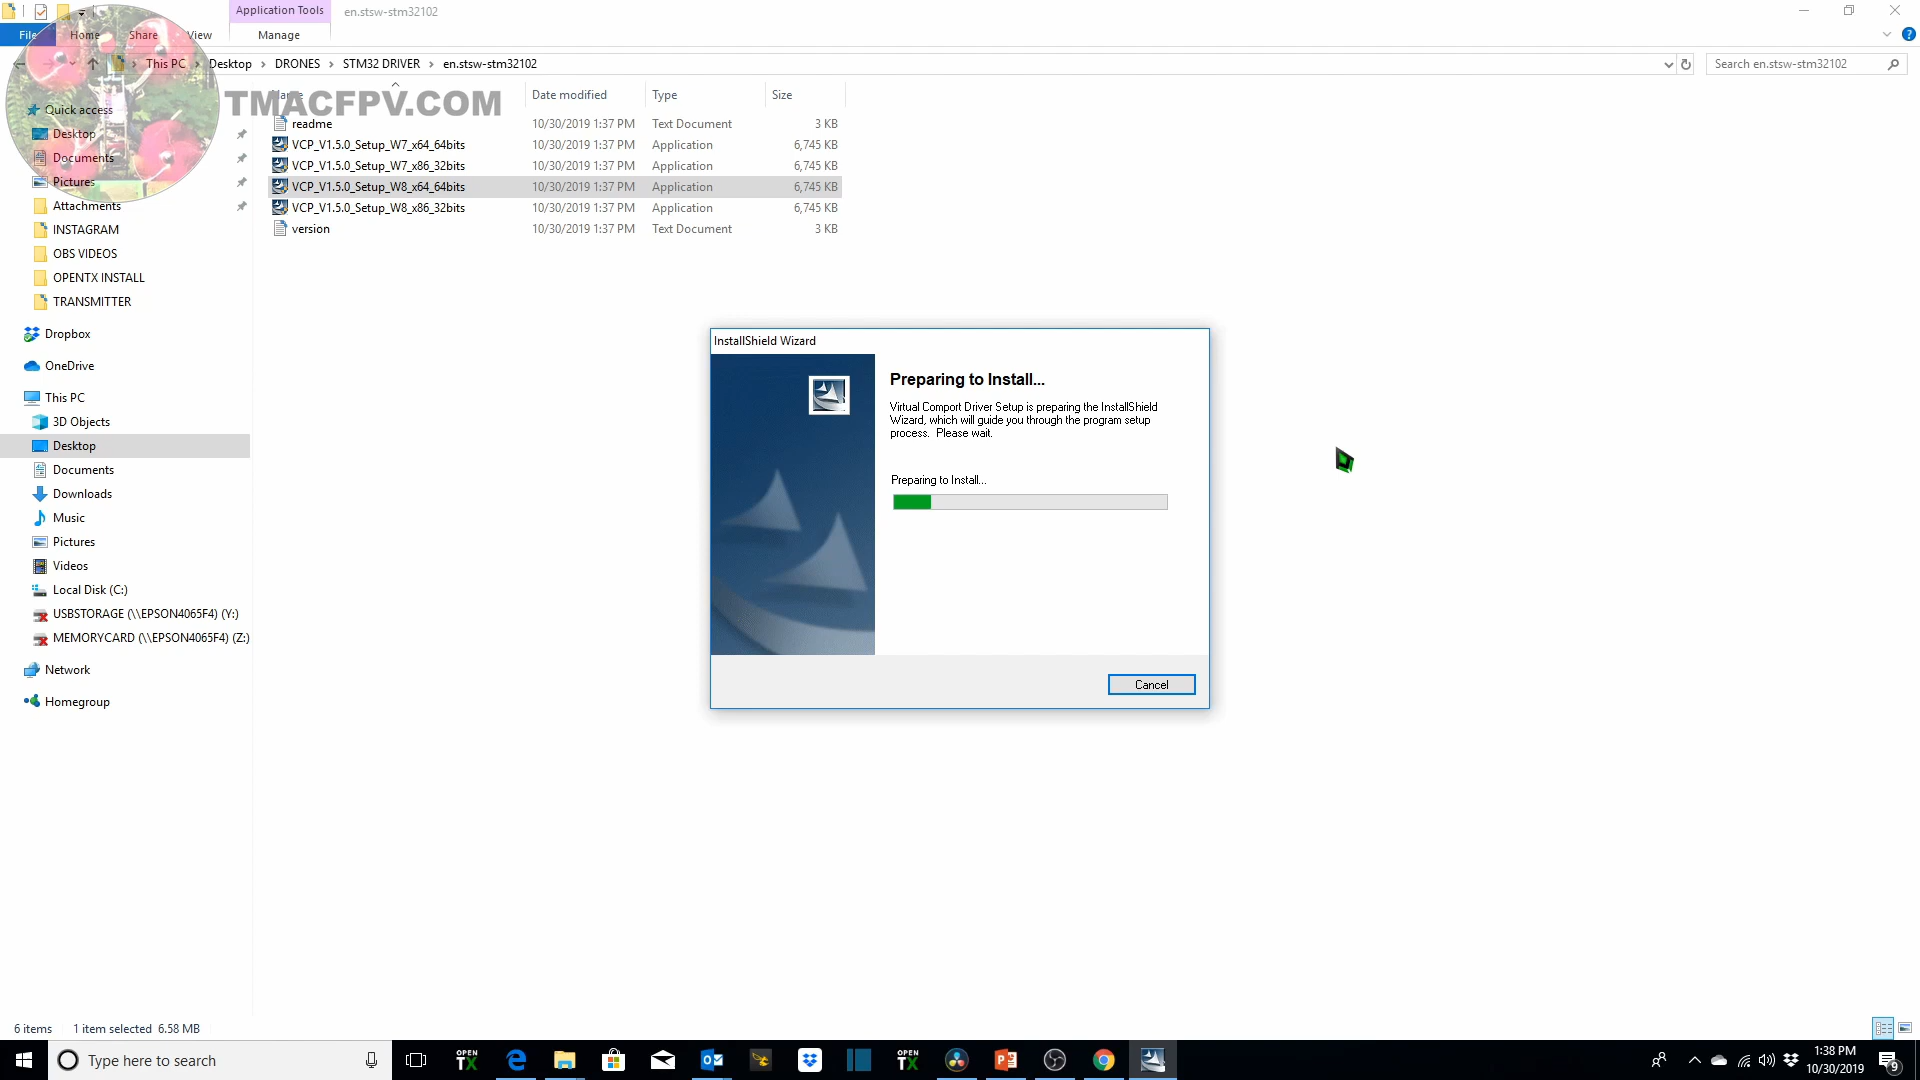 Application Tools
en.stsw-stm32102
File
Home
Share
View
Manage
This PC
Desktop
DRONES
STM32 DRIVER
en.stsw-stm32102
Search en.stsw-stm32102
TMACFPV.COM
Date modified
Type
Size
Quick access
Desktop
Documents
Pictures
Attachments
INSTAGRAM
OBS VIDEOS
OPENTX INSTALL
TRANSMITTER
Dropbox
OneDrive
This PC
3D Objects
Desktop
Documents
Downloads
Music
Pictures
Videos
Local Disk (C:)
USBSTORAGE (\\EPSON4065F4) (Y:)
MEMORYCARD (\\EPSON4065F4) (Z:)
Network
Homegroup
readme 10/30/2019 1:37 PM Text Document 3 KB
VCP_V1.5.0_Setup_W7_x64_64bits 10/30/2019 1:37 PM Application 6,745 KB
VCP_V1.5.0_Setup_W7_x86_32bits 10/30/2019 1:37 PM Application 6,745 KB
VCP_V1.5.0_Setup_W8_x64_64bits 10/30/2019 1:37 PM Application 6,745 KB
VCP_V1.5.0_Setup_W8_x86_32bits 10/30/2019 1:37 PM Application 6,745 KB
version 10/30/2019 1:37 PM Text Document 3 KB
InstallShield Wizard
Preparing to Install...
Virtual Comport Driver Setup is preparing the InstallShield
Wizard, which will guide you through the program setup
process. Please wait.
Preparing to Install...
Cancel
6 items 1 item selected 6.58 MB
Type here to search
OPEN
TX
OPEN
TX
1:38 PM
10/30/2019
9